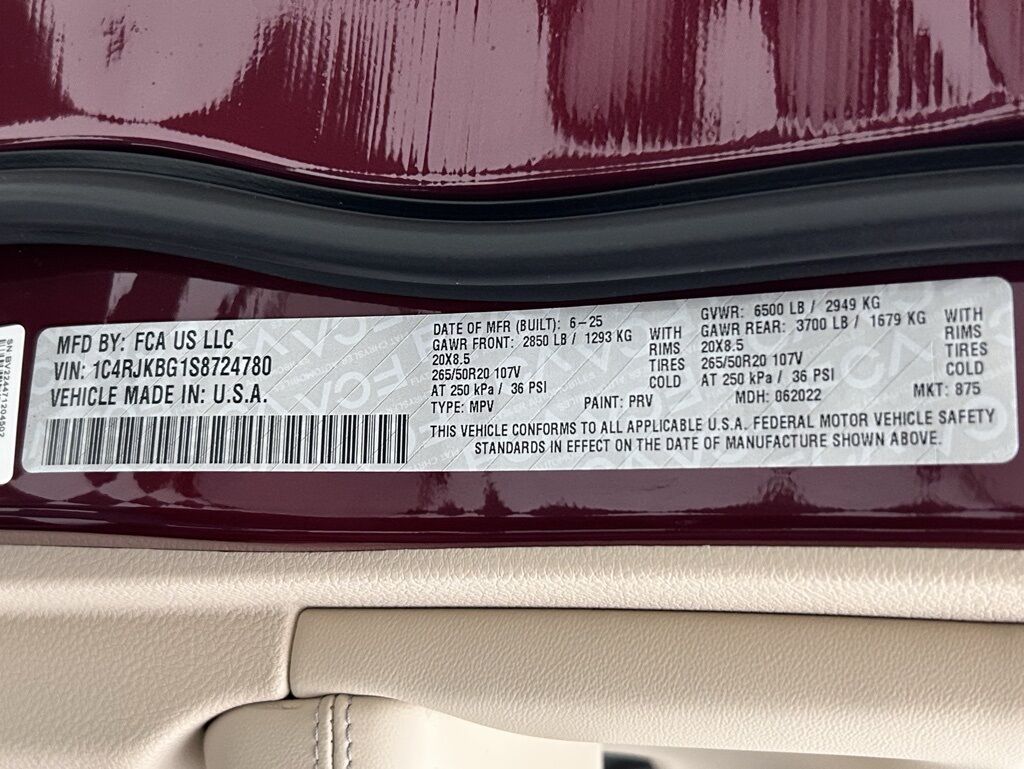 MFD BY: FCA US LLC
VIN: 1C4RJKBG1S8724780
VEHICLE MADE IN: U.S.A.
DATE OF MFR (BUILT): 6-25
GAWR FRONT: 2850 LB / 1293 KG
20X8.5
265/50R20 107V
AT 250 kPa / 36 PSI
WITH
RIMS
TIRES
COLD
GVWR: 6500 LB / 2949 KG
GAWR REAR: 3700 LB / 1679 KG
20X8.5
265/50R20 107V
AT 250 kPa / 36 PSI
WITH
RIMS
TIRES
COLD
TYPE: MPV PAINT: PRV MDH: 062022 MKT: 875
THIS VEHICLE CONFORMS TO ALL APPLICABLE U.S.A. FEDERAL MOTOR VEHICLE SAFETY
STANDARDS IN EFFECT ON THE DATE OF MANUFACTURE SHOWN ABOVE.